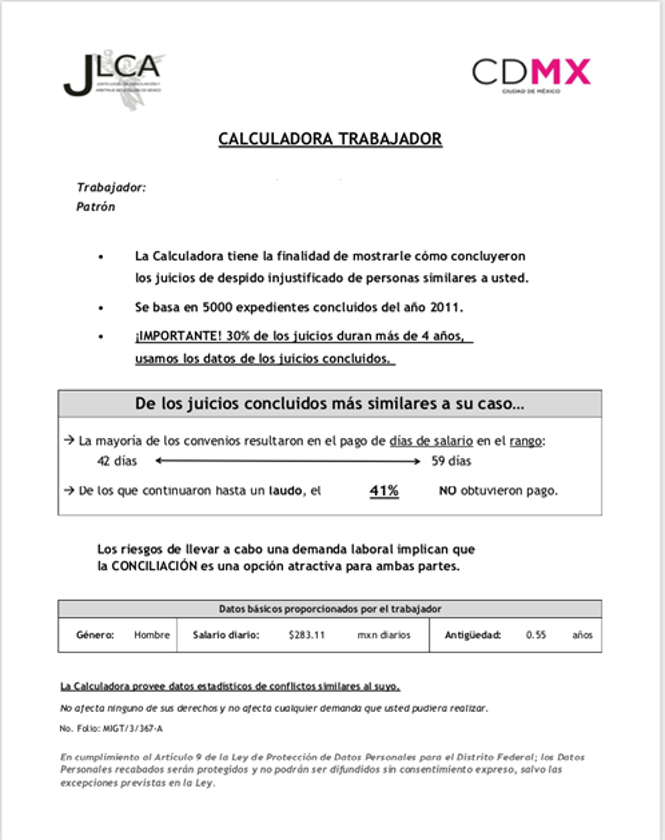 JLCA
CDMX
CIUDAD DE MÉXICO
CALCULADORA TRABAJADOR
Trabajador:
Patrón
• La Calculadora tiene la finalidad de mostrarle cómo concluyeron
los juicios de despido injustificado de personas similares a usted.
• Se basa en 5000 expedientes concluidos del año 2011.
• ¡IMPORTANTE! 30% de los juicios duran más de 4 años,
usamos los datos de los juicios concluidos.
De los juicios concluidos más similares a su caso…
→ La mayoría de los convenios resultaron en el pago de días de salario en el rango:
42 días ↔ 59 días
→ De los que continuaron hasta un laudo, el 41% NO obtuvieron pago.
Los riesgos de llevar a cabo una demanda laboral implican que
la CONCILIACIÓN es una opción atractiva para ambas partes.
Datos básicos proporcionados por el trabajador
Género: Hombre Salario diario: $283.11 mxn diarios Antigüedad: 0.55 años
La Calculadora provee datos estadísticos de conflictos similares al suyo.
No afecta ninguno de sus derechos y no afecta cualquier demanda que usted pudiera realizar.
No. Folio: MIGT/3/367-A
En cumplimiento al Artículo 9 de la Ley de Protección de Datos Personales para el Distrito Federal; los Datos
Personales recabados serán protegidos y no podrán ser difundidos sin consentimiento expreso, salvo las
excepciones previstas en la Ley.